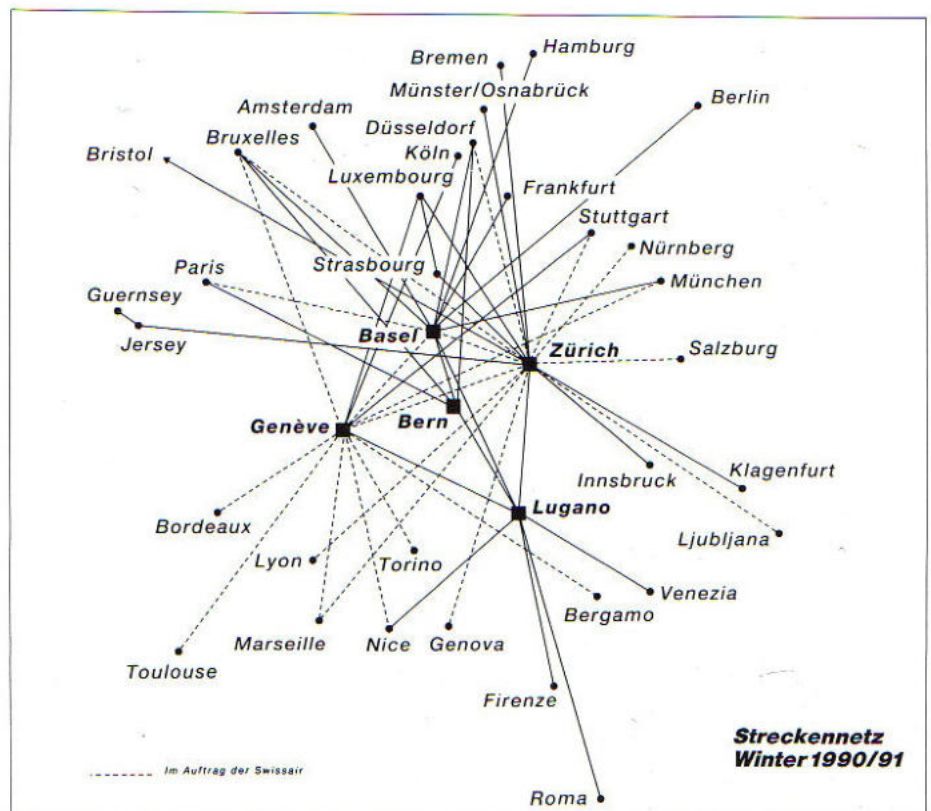 Hamburg
Bremen
Münster/Osnabrück
Berlin
Amsterdam
Düsseldorf
Bruxelles
Köln
Bristol
Luxembourg
Frankfurt
Stuttgart
Nürnberg
Strasbourg
Paris
München
Guernsey
Basel
Zürich
Jersey
Salzburg
Bern
Genève
Klagenfurt
Innsbruck
Lugano
Bordeaux
Ljubljana
Lyon
Torino
Venezia
Bergamo
Marseille
Nice
Genova
Toulouse
Firenze
Streckennetz
Winter 1990/91
Im Auftrag der Swissair
Roma